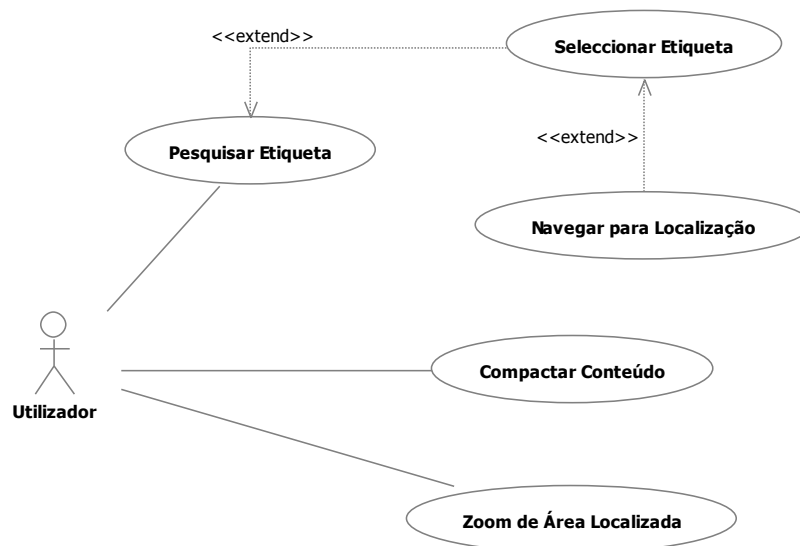 <<extend>>
Seleccionar Etiqueta
<<extend>>
Pesquisar Etiqueta
Navegar para Localização
Compactar Conteúdo
Utilizador
Zoom de Área Localizada